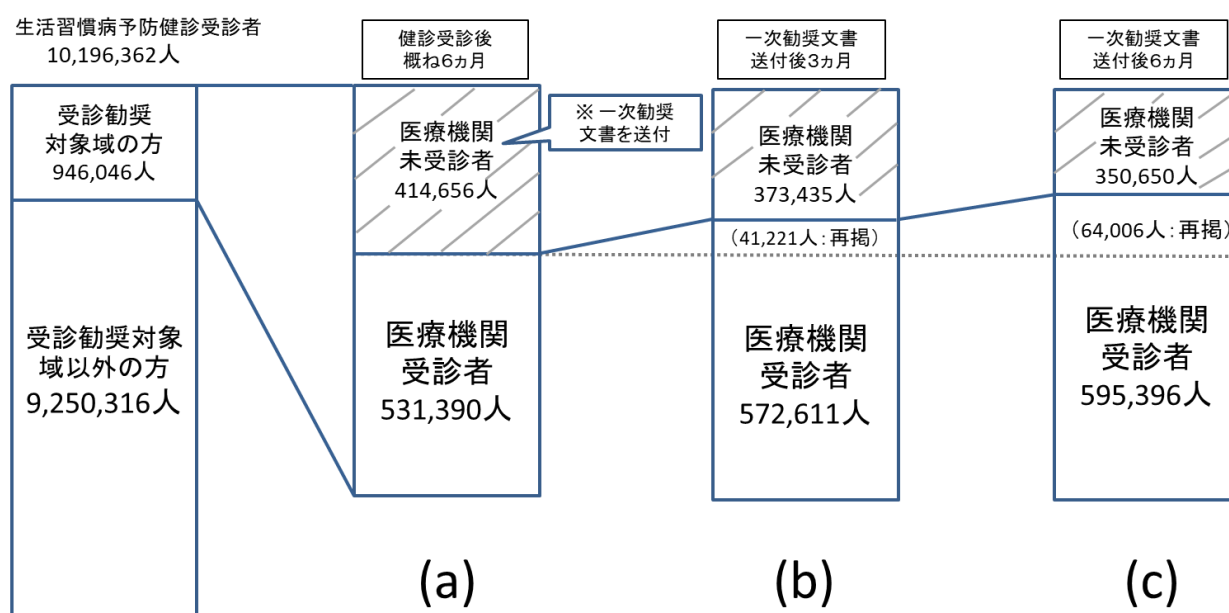 生活習慣病予防健診受診者
10,196,362人
受診勧奨
対象域の方
946,046人
受診勧奨対象
域以外の方
9,250,316人
健診受診後
概ね6ヵ月
医療機関
未受診者
414,656人
※ 一次勧奨
文書を送付
医療機関
受診者
531,390人
(a)
一次勧奨文書
送付後3ヵ月
医療機関
未受診者
373,435人
（41,221人：再掲）
医療機関
受診者
572,611人
(b)
一次勧奨文書
送付後6ヵ月
医療機関
未受診者
350,650人
（64,006人：再掲）
医療機関
受診者
595,396人
(c)